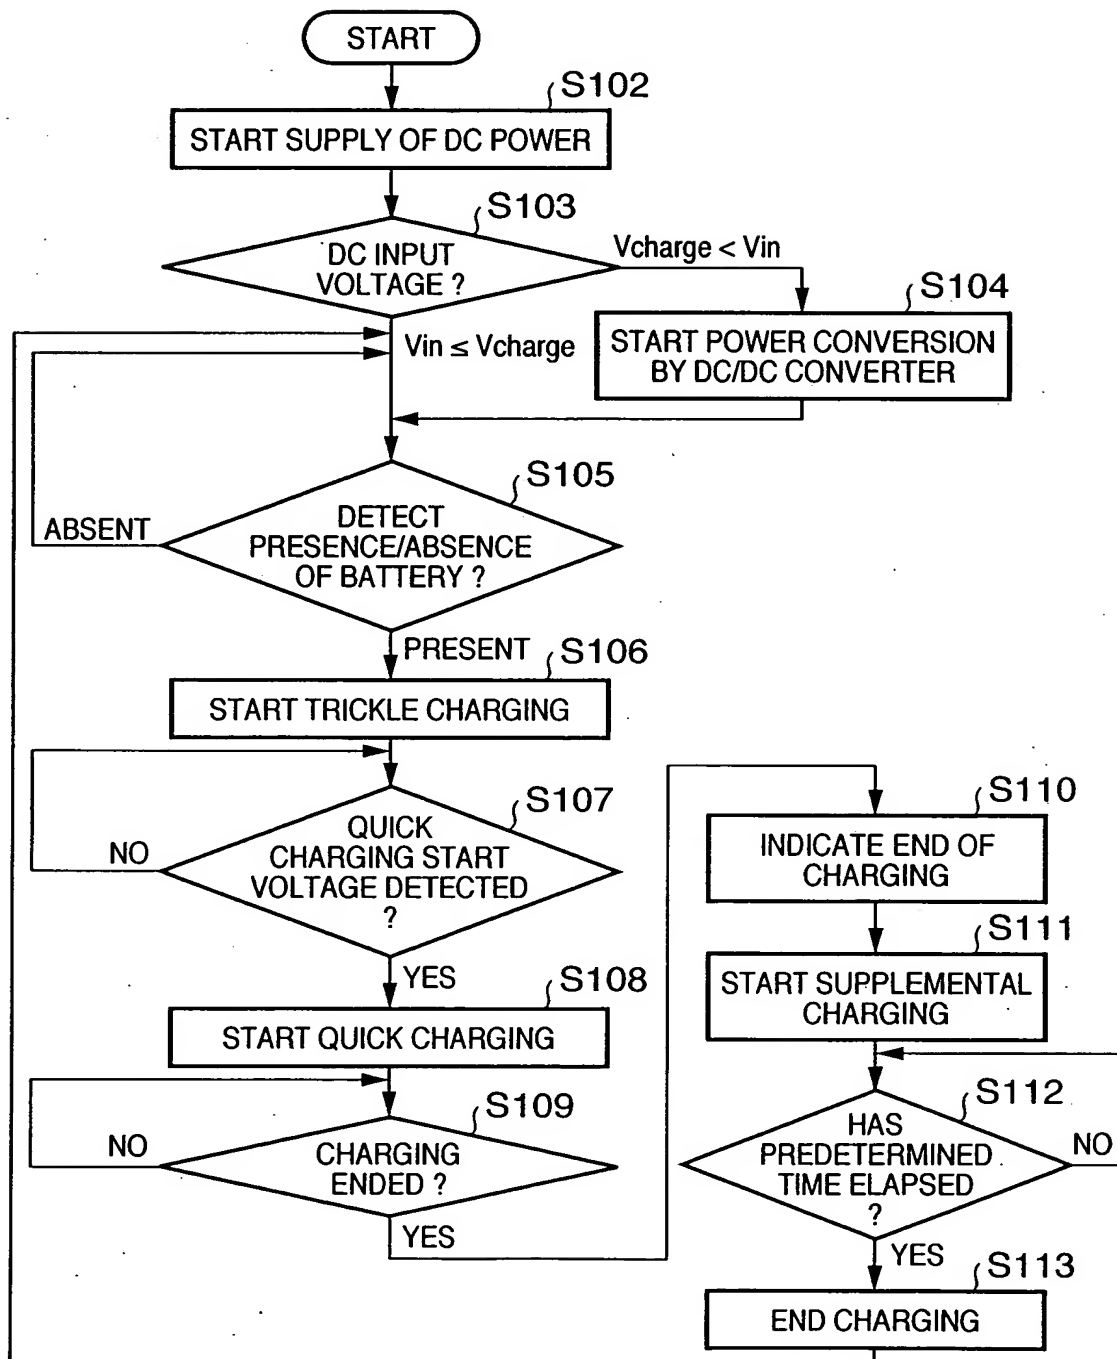 START
S102
START SUPPLY OF DC POWER
S103
DC INPUT
VOLTAGE ?
Vcharge < Vin
S104
START POWER CONVERSION
BY DC/DC CONVERTER
Vin ≤ Vcharge
S105
DETECT
PRESENCE/ABSENCE
OF BATTERY ?
ABSENT
PRESENT
S106
START TRICKLE CHARGING
S107
QUICK
CHARGING START
VOLTAGE DETECTED
?
NO
YES
S108
START QUICK CHARGING
S109
CHARGING
ENDED ?
NO
YES
S110
INDICATE END OF
CHARGING
S111
START SUPPLEMENTAL
CHARGING
S112
HAS
PREDETERMINED
TIME ELAPSED
?
NO
YES
S113
END CHARGING